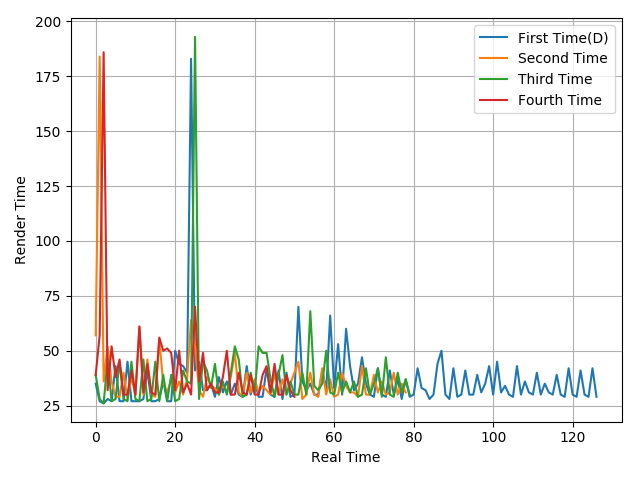 200
175
150
125
100
75
50
25
Render Time
0 20 40 60 80 100 120
Real Time
First Time(D)
Second Time
Third Time
Fourth Time